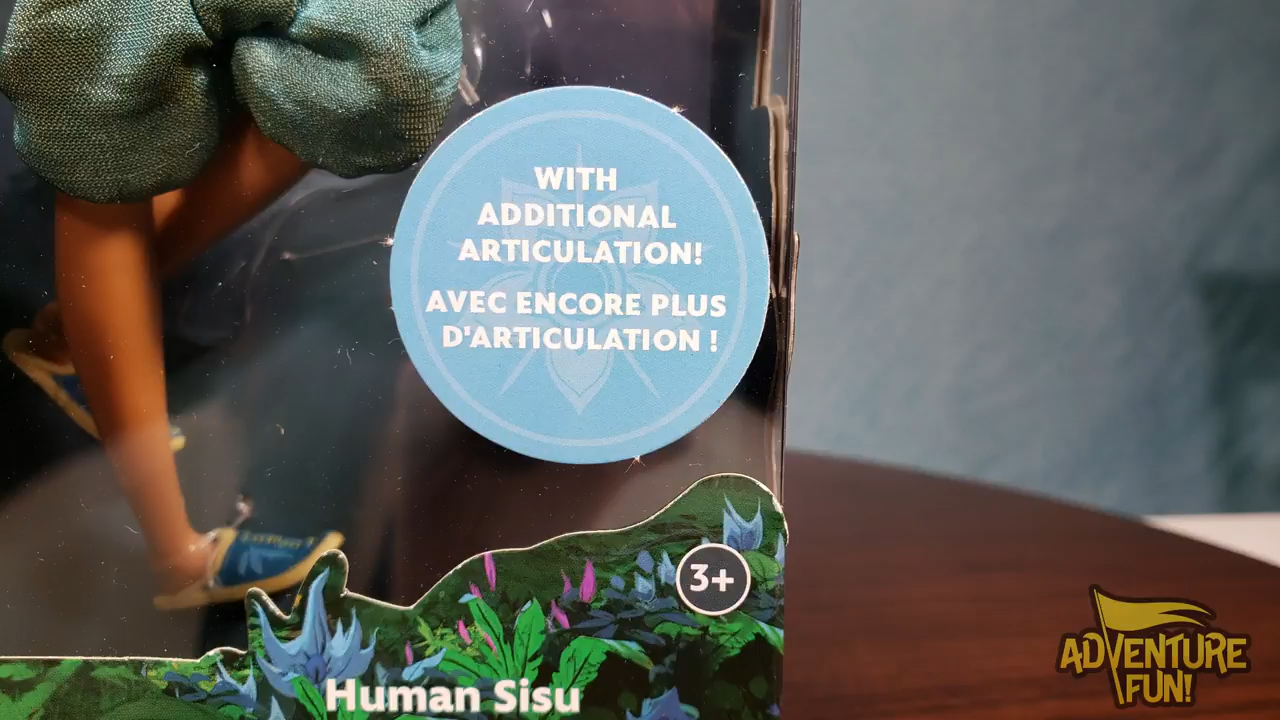 WITH
ADDITIONAL
ARTICULATION!
AVEC ENCORE PLUS
D'ARTICULATION !
3+
Human Sisu
ADVENTURE
FUN!